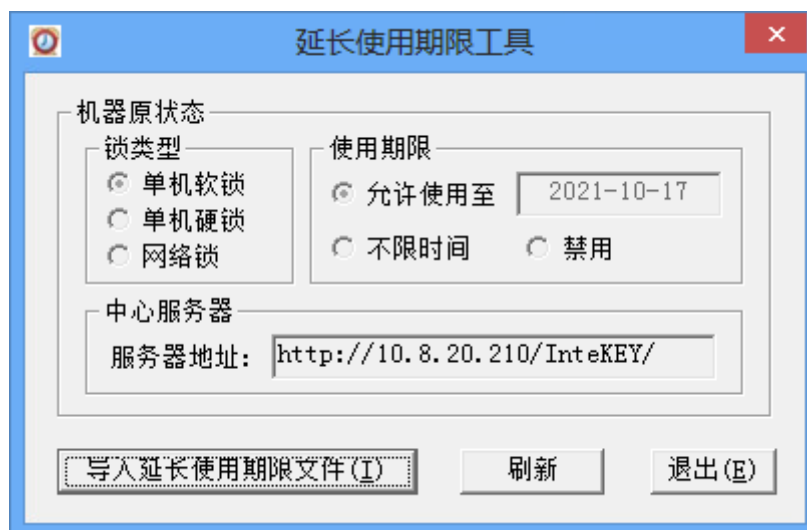 延长使用期限工具
机器原状态
锁类型
单机软锁
单机硬锁
网络锁
使用期限
允许使用至 2021-10-17
不限时间 禁用
中心服务器
服务器地址: http://10.8.20.210/InteKEY/
导入延长使用期限文件(I) 刷新 退出(E)